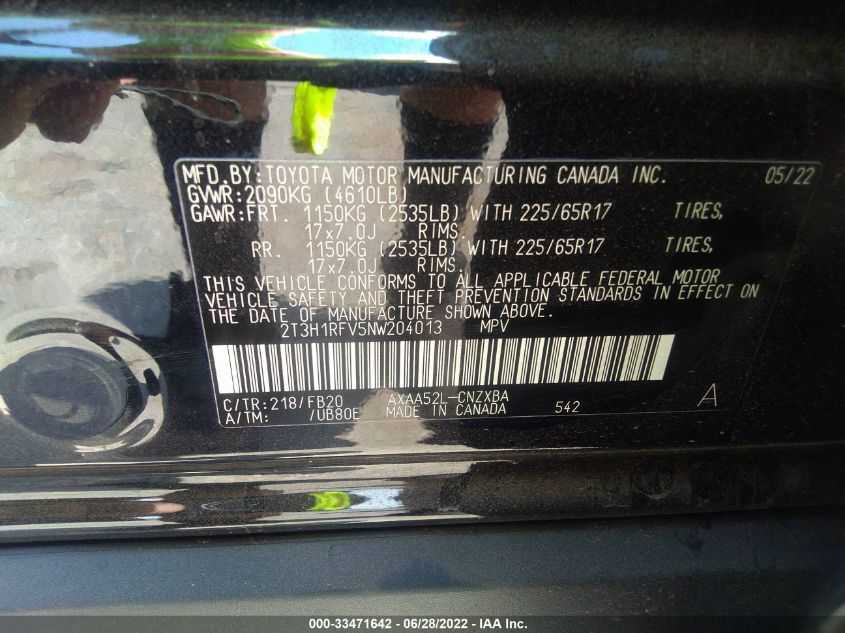 MFD. BY: TOYOTA MOTOR MANUFACTURING CANADA INC. 05/22
GVWR: 2090KG (4610LB)
GAWR: FRT. 1150KG (2535LB) WITH 225/65R17 TIRES,
17x7.0J RIMS.
RR. 1150KG (2535LB) WITH 225/65R17 TIRES,
17x7.0J RIMS.
THIS VEHICLE CONFORMS TO ALL APPLICABLE FEDERAL MOTOR
VEHICLE SAFETY AND THEFT PREVENTION STANDARDS IN EFFECT ON
THE DATE OF MANUFACTURE SHOWN ABOVE.
2T3H1RFV5NW204013 MPV
C/TR: 218/FB20 AXAA52L-CNZXBA A
A/TM: /UB80E MADE IN CANADA 542
000-33471642 - 06/28/2022 - IAA Inc.